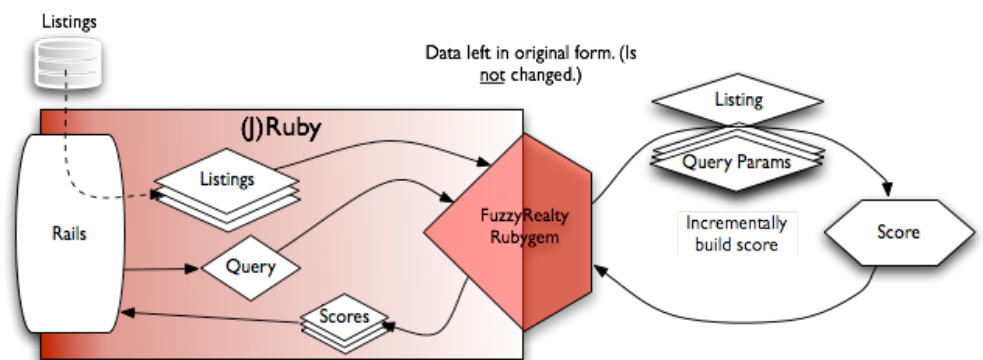 Listings
Data left in original form. (Is
not changed.)
(J)Ruby
Listing
Listings
Query Params
FuzzyRealty
Rubygem
Rails
Incrementally
build score
Score
Query
Scores